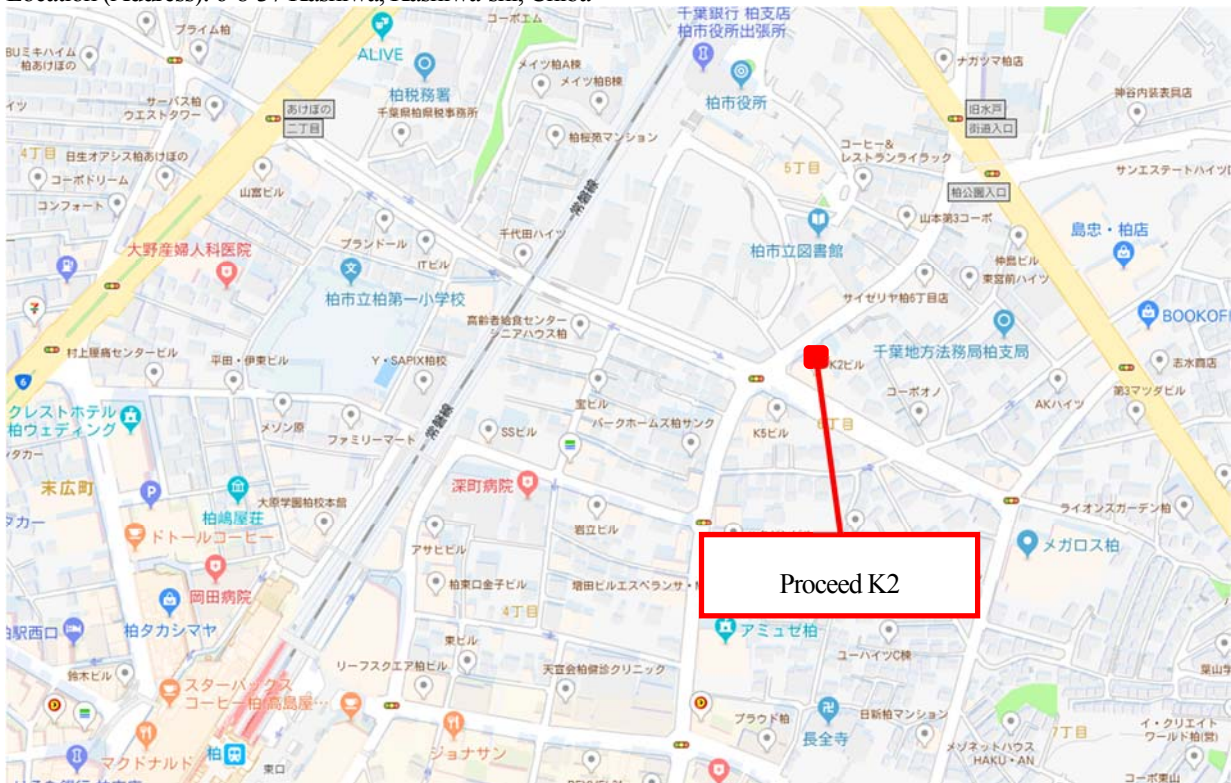 プライム柏
コーポエム
千葉銀行 柏支店
柏市役所出張所
BUミキハイム
柏あけぼの
ALIVE
メイツ柏A棟
メイツ柏B棟
ナガツマ柏店
柏税務署
千葉県柏県税事務所
柏市役所
神谷内装表具店
サーパス柏
ウエストタワー
あけぼの
二丁目
旧水戸
街道入口
柏桜苑マンション
コーヒー&
レストランライラック
4丁目
日生オアシス柏あけぼの
5丁目
サンエステートハイツ
コーポドリーム
コンフォート
山富ビル
常磐線
柏公園入口
山本第3コーポ
島忠・柏店
大野産婦人科医院
ブランドール
千代田ハイツ
ITビル
柏市立図書館
仲島ビル
東宮前ハイツ
柏市立柏第一小学校
サイゼリヤ柏6丁目店
高齢者給食センター
シニアハウス柏
BOOKOF
村上腰痛センタービル
平田・伊東ビル
Y・SAPIX柏校
K2ビル
千葉地方法務局柏支局
志水商店
6
コーポオノ
第3マツダビル
クレストホテル
柏ウェディング
メゾン原
ファミリーマート
常磐線
SSビル
宝ビル
パークホームズ柏サンク
K5ビル
6丁目
AKハイツ
末広町
深町病院
柏嶋屋荘
大原学園柏校本館
岩立ビル
ライオンズガーデン柏
ドトールコーヒー
アサヒビル
メガロス柏
Proceed K2
岡田病院
柏東口金子ビル
増田ビルエスペランサ・
4丁目
柏駅西口
柏タカシマヤ
アミュゼ柏
東ビル
ユーハイツC棟
鈴木ビル
スターバックス
コーヒー 柏高島屋…
リーフスクエア柏ビル
天宣会柏健診クリニック
プラウド柏
長全寺
日新柏マンション
7丁目
イ・クリエイト
ワールド柏(営)
マクドナルド
柏
東口
ジョナサン
メゾネットハウス
HAKU・AN
コーポ東山